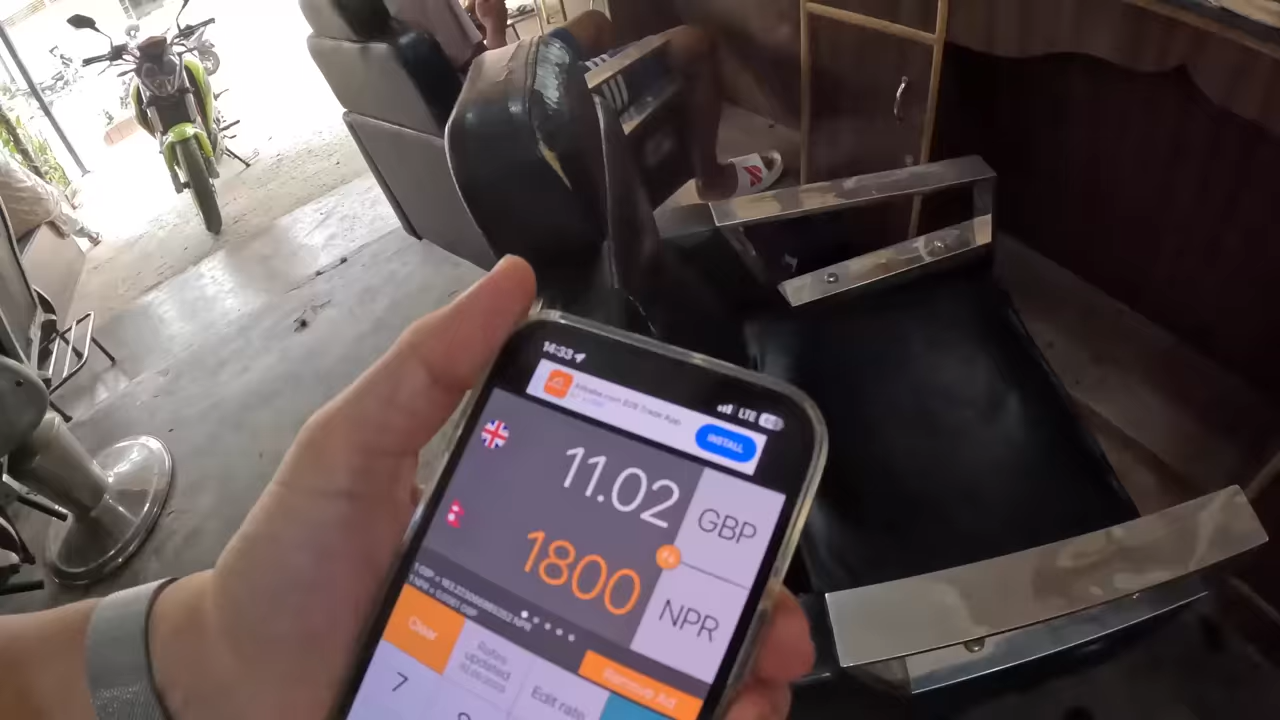 14:33
LTE
Alibaba.com B2B Trade App
INSTALL
11.02
GBP
1800
NPR
Clear
Rates
updated
Edit rate
Remove Ad
7